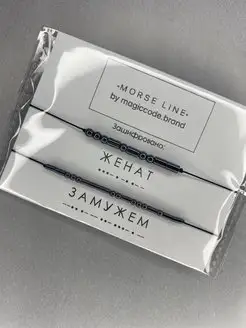 •MORSE LINE•
by magiccode.brand
Зашифровано:
ЖЕНАТ
ЗАМУЖЕМ